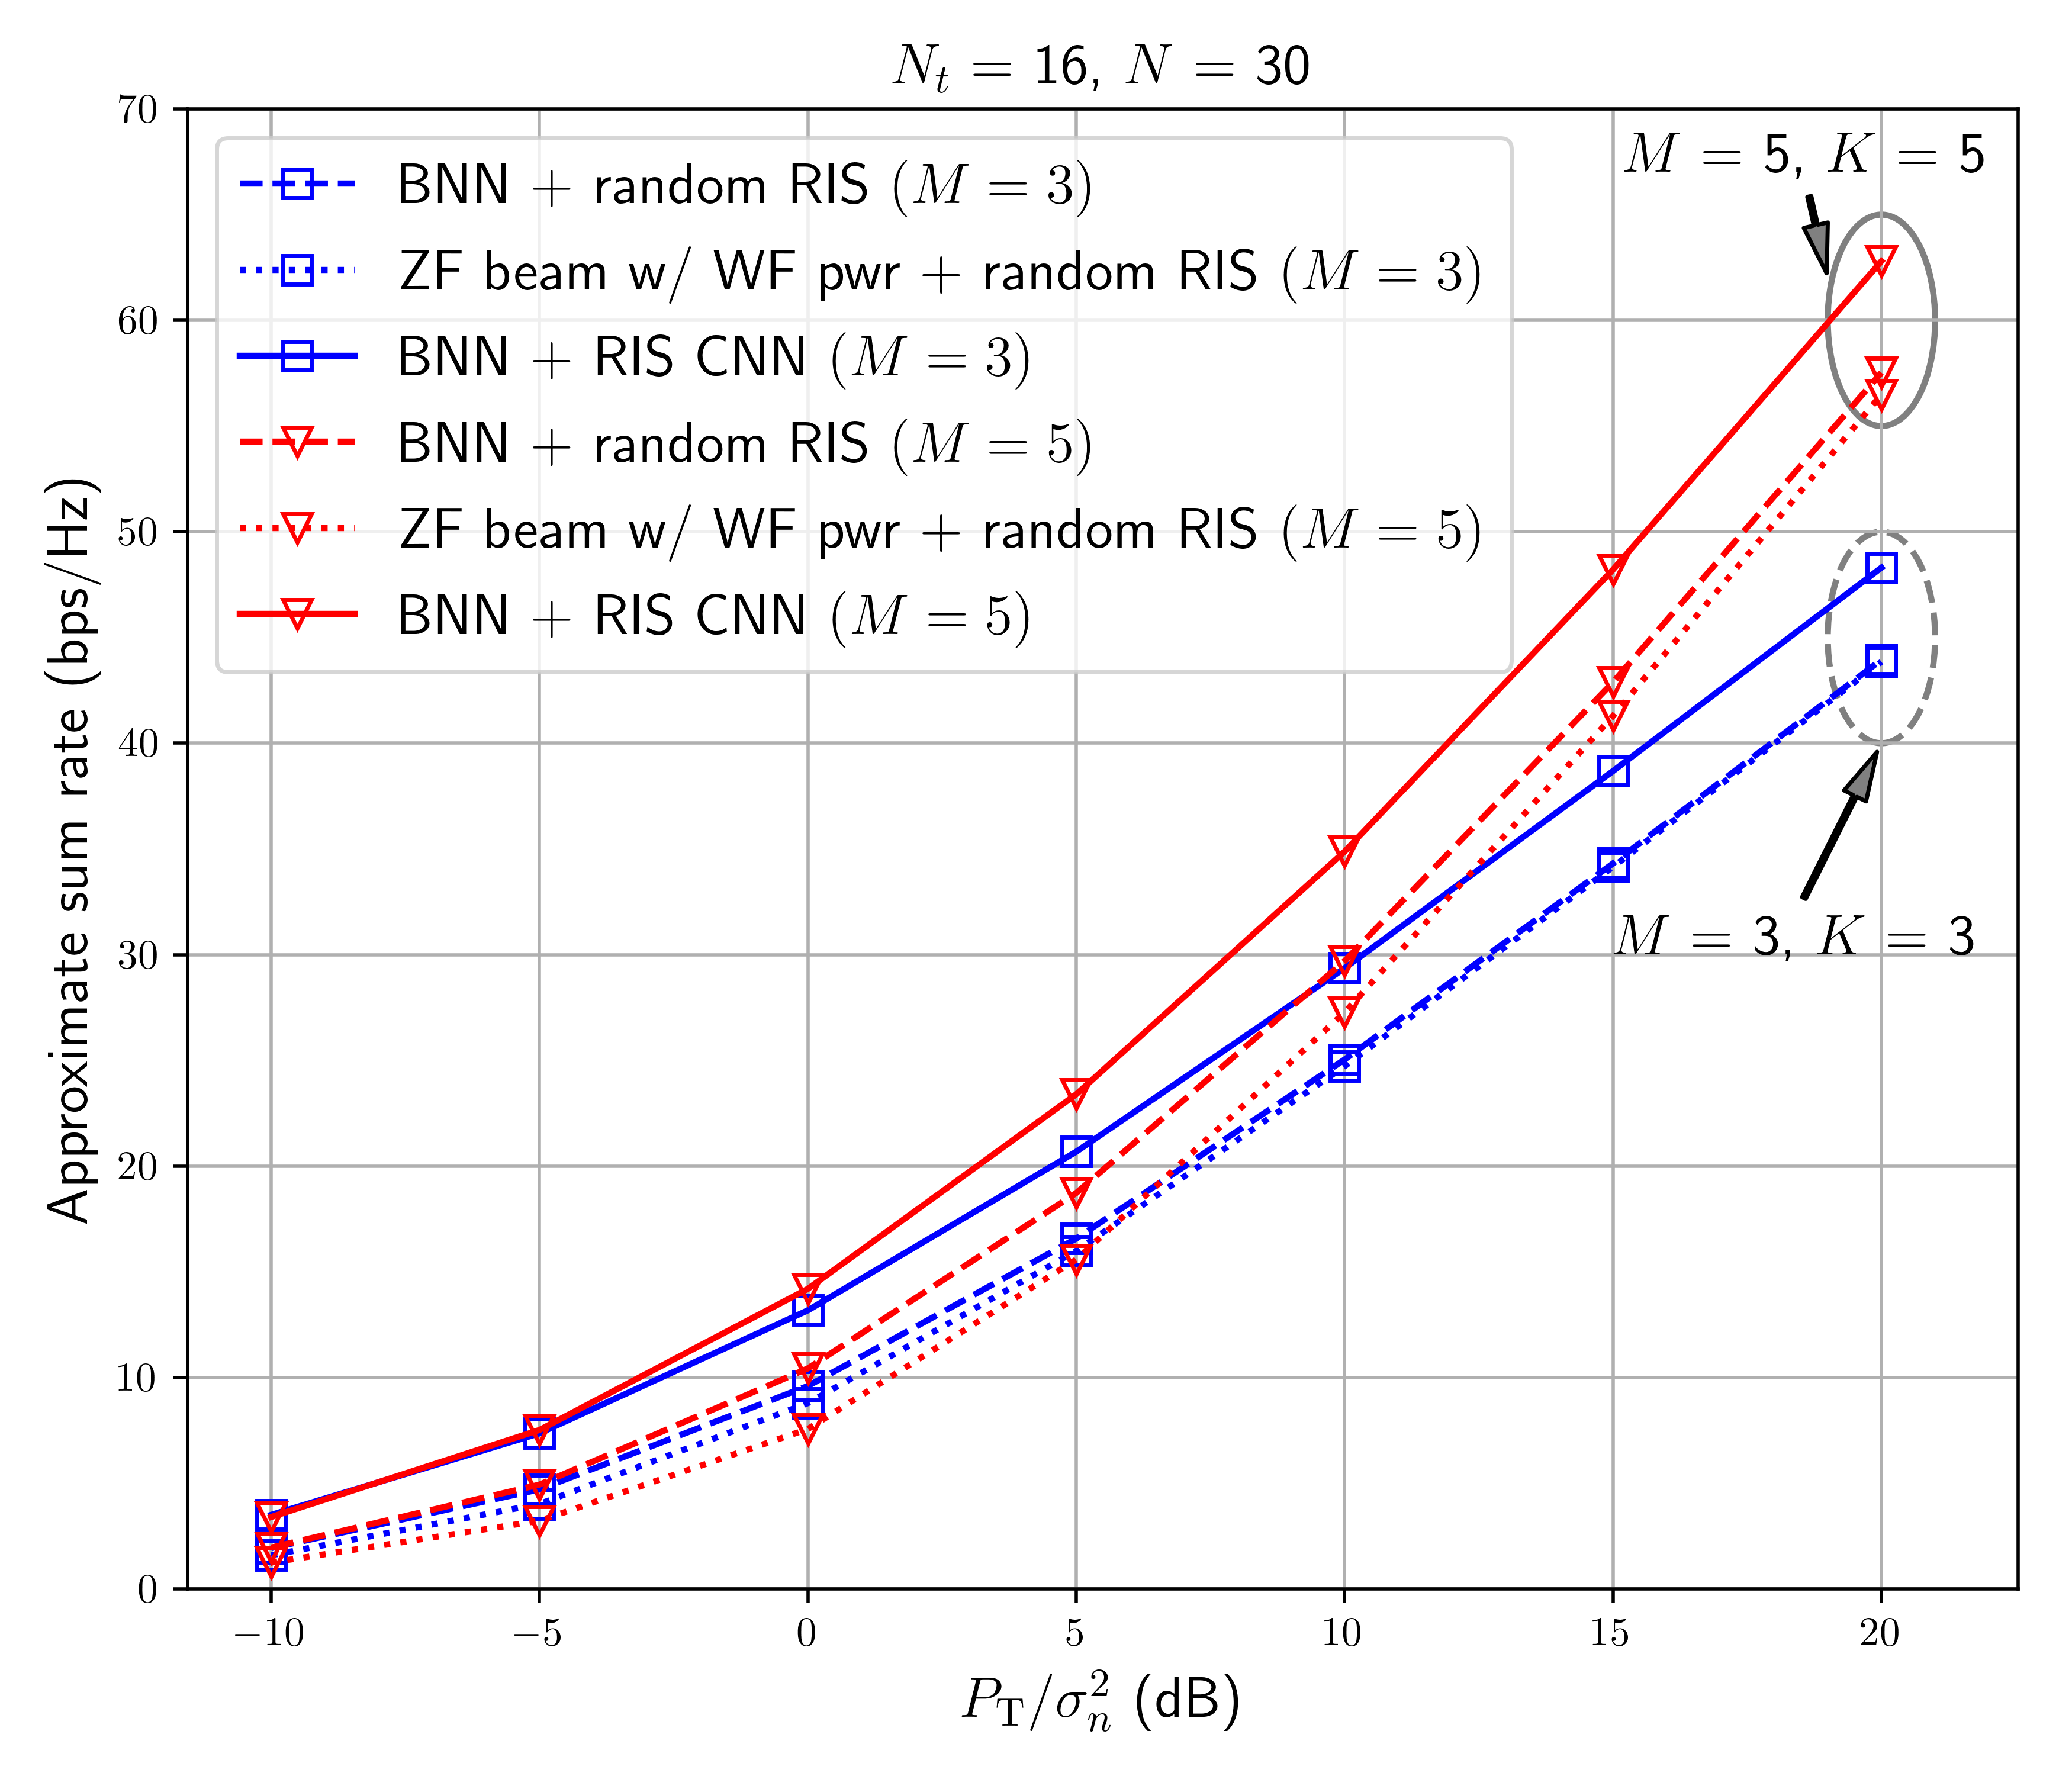 N_t = 16, N = 30
70
60
50
40
30
20
10
0
Approximate sum rate (bps/Hz)
BNN + random RIS (M = 3)
ZF beam w/ WF pwr + random RIS (M = 3)
BNN + RIS CNN (M = 3)
BNN + random RIS (M = 5)
ZF beam w/ WF pwr + random RIS (M = 5)
BNN + RIS CNN (M = 5)
M = 5, K = 5
M = 3, K = 3
−10 −5 0 5 10 15 20
P_T/σ_n^2 (dB)